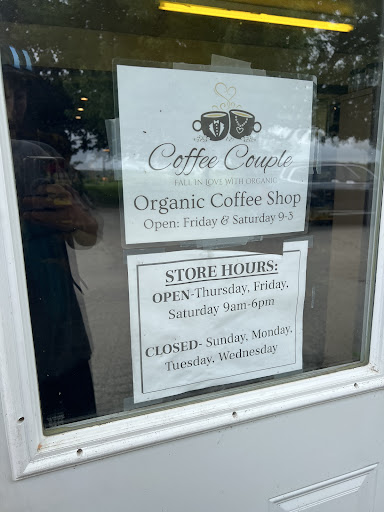 Coffee Couple
FALL IN LOVE WITH ORGANIC
Organic Coffee Shop
Open: Friday & Saturday 9-3
STORE HOURS:
OPEN-Thursday, Friday,
Saturday 9am-6pm
CLOSED- Sunday, Monday,
Tuesday, Wednesday